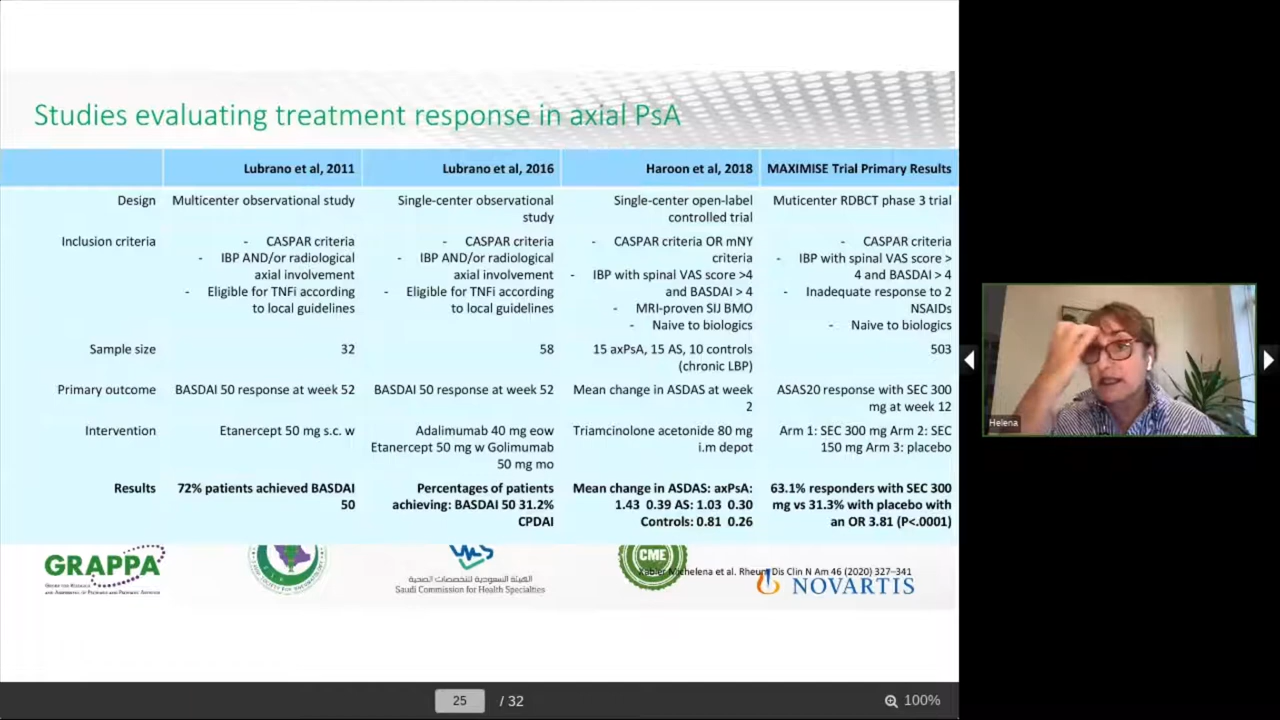 Studies evaluating treatment response in axial PsA
Lubrano et al, 2011
Lubrano et al, 2016
Haroon et al, 2018
MAXIMISE Trial Primary Results
Design
Multicenter observational study
Single-center observational
study
Single-center open-label
controlled trial
Muticenter RDBCT phase 3 trial
Inclusion criteria
- CASPAR criteria
- IBP AND/or radiological
axial involvement
- Eligible for TNFi according
to local guidelines
- CASPAR criteria
- IBP AND/or radiological
axial involvement
- Eligible for TNFi according
to local guidelines
- CASPAR criteria OR mNY
criteria
- IBP with spinal VAS score >4
and BASDAI > 4
- MRI-proven SIJ BMO
- Naive to biologics
- CASPAR criteria
- IBP with spinal VAS score >
4 and BASDAI > 4
- Inadequate response to 2
NSAIDs
- Naive to biologics
Sample size
32
58
15 axPsA, 15 AS, 10 controls
(chronic LBP)
503
Primary outcome
BASDAI 50 response at week 52
BASDAI 50 response at week 52
Mean change in ASDAS at week
2
ASAS20 response with SEC 300
mg at week 12
Intervention
Etanercept 50 mg s.c. w
Adalimumab 40 mg eow
Etanercept 50 mg w Golimumab
50 mg mo
Triamcinolone acetonide 80 mg
i.m depot
Arm 1: SEC 300 mg Arm 2: SEC
150 mg Arm 3: placebo
Results
72% patients achieved BASDAI
50
Percentages of patients
achieving: BASDAI 50 31.2%
CPDAI
Mean change in ASDAS: axPsA:
1.43 0.39 AS: 1.03 0.30
Controls: 0.81 0.26
63.1% responders with SEC 300
mg vs 31.3% with placebo with
an OR 3.81 (P<.0001)
GRAPPA
الهيئة السعودية للتخصصات الصحية
Saudi Commission for Health Specialties
CME
Michelena et al. Rheum Dis Clin N Am 46 (2020) 327–341
NOVARTIS
Helena
25 / 32
100%